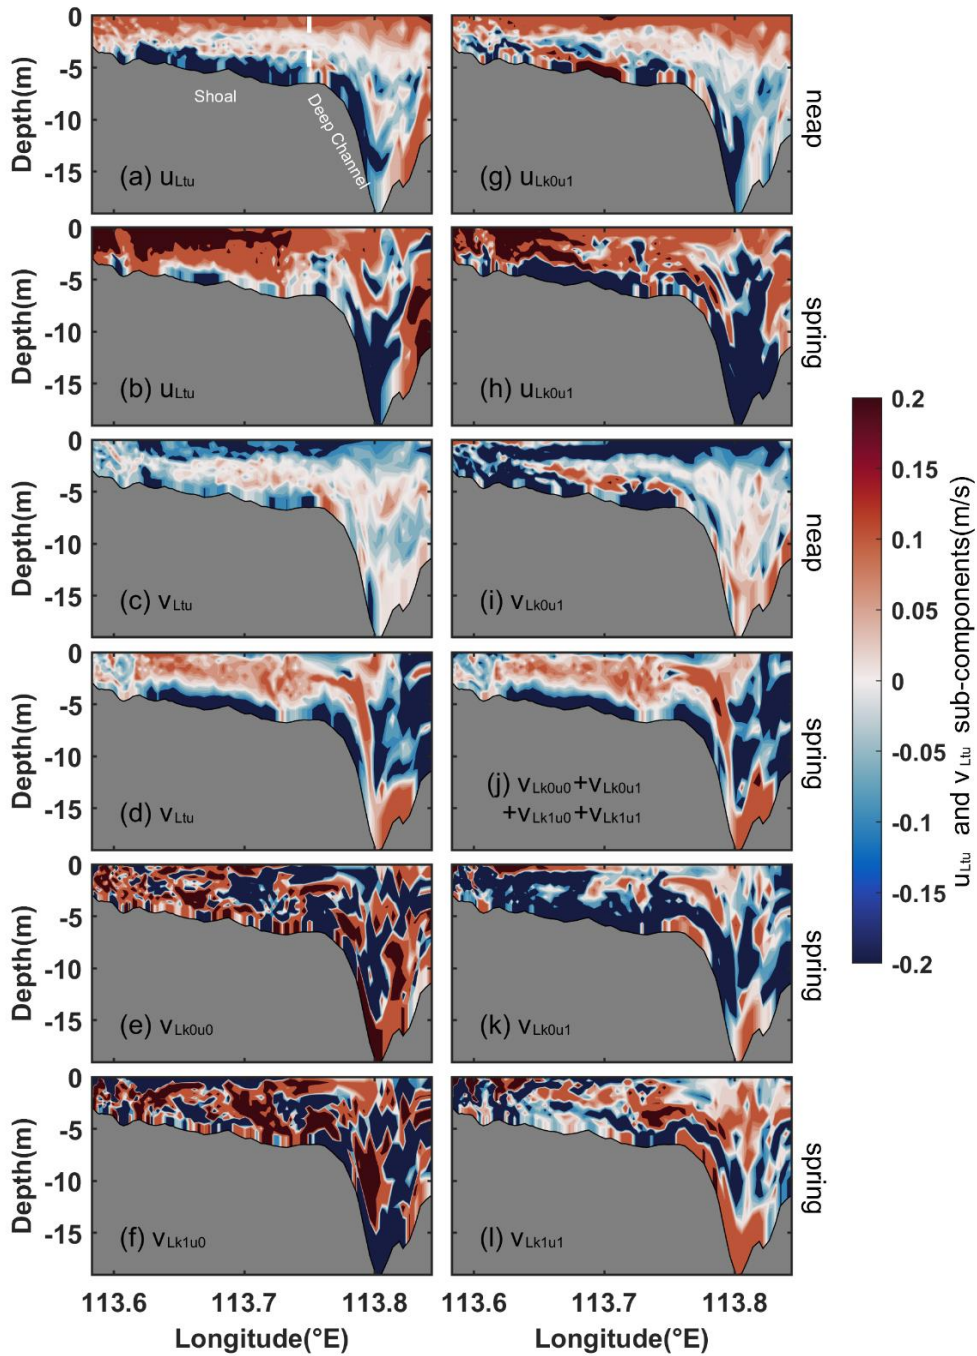 0
-5
-10
-15
Depth(m)
Shoal
Deep Channel
(a) uLtu
(g) uLk0u1
neap
0
-5
-10
-15
Depth(m)
(b) uLtu
(h) uLk0u1
spring
0
-5
-10
-15
Depth(m)
(c) vLtu
(i) vLk0u1
neap
0
-5
-10
-15
Depth(m)
(d) vLtu
(j) vLk0u0+vLk0u1
+vLk1u0+vLk1u1
spring
0
-5
-10
-15
Depth(m)
(e) vLk0u0
(k) vLk0u1
spring
0
-5
-10
-15
Depth(m)
(f) vLk1u0
(l) vLk1u1
spring
113.6 113.7 113.8
Longitude(°E)
113.6 113.7 113.8
Longitude(°E)
0.2
0.15
0.1
0.05
0
-0.05
-0.1
-0.15
-0.2
uLtu and vLtu sub-components(m/s)